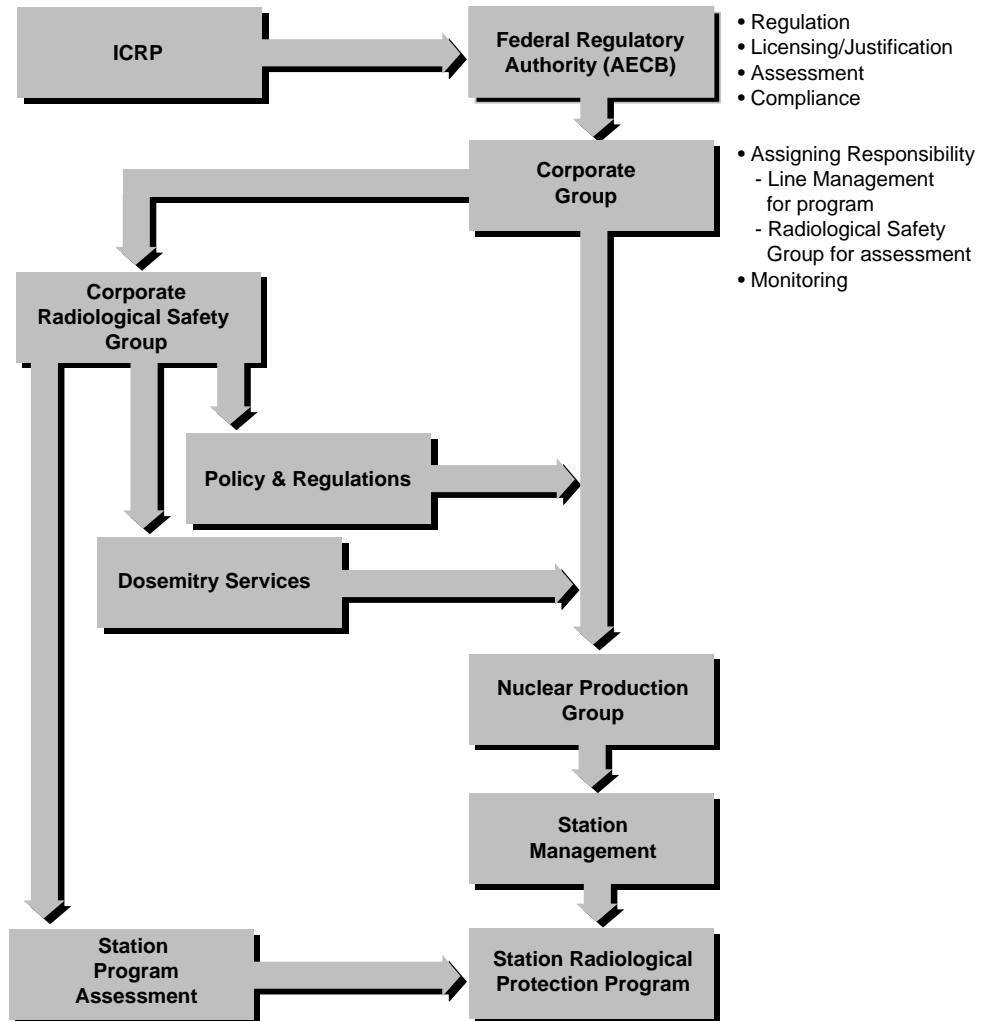 ICRP
Federal Regulatory
Authority (AECB)
• Regulation
• Licensing/Justification
• Assessment
• Compliance
Corporate
Group
• Assigning Responsibility
- Line Management
for program
- Radiological Safety
Group for assessment
• Monitoring
Corporate
Radiological Safety
Group
Policy & Regulations
Dosemitry Services
Nuclear Production
Group
Station
Management
Station
Program
Assessment
Station Radiological
Protection Program